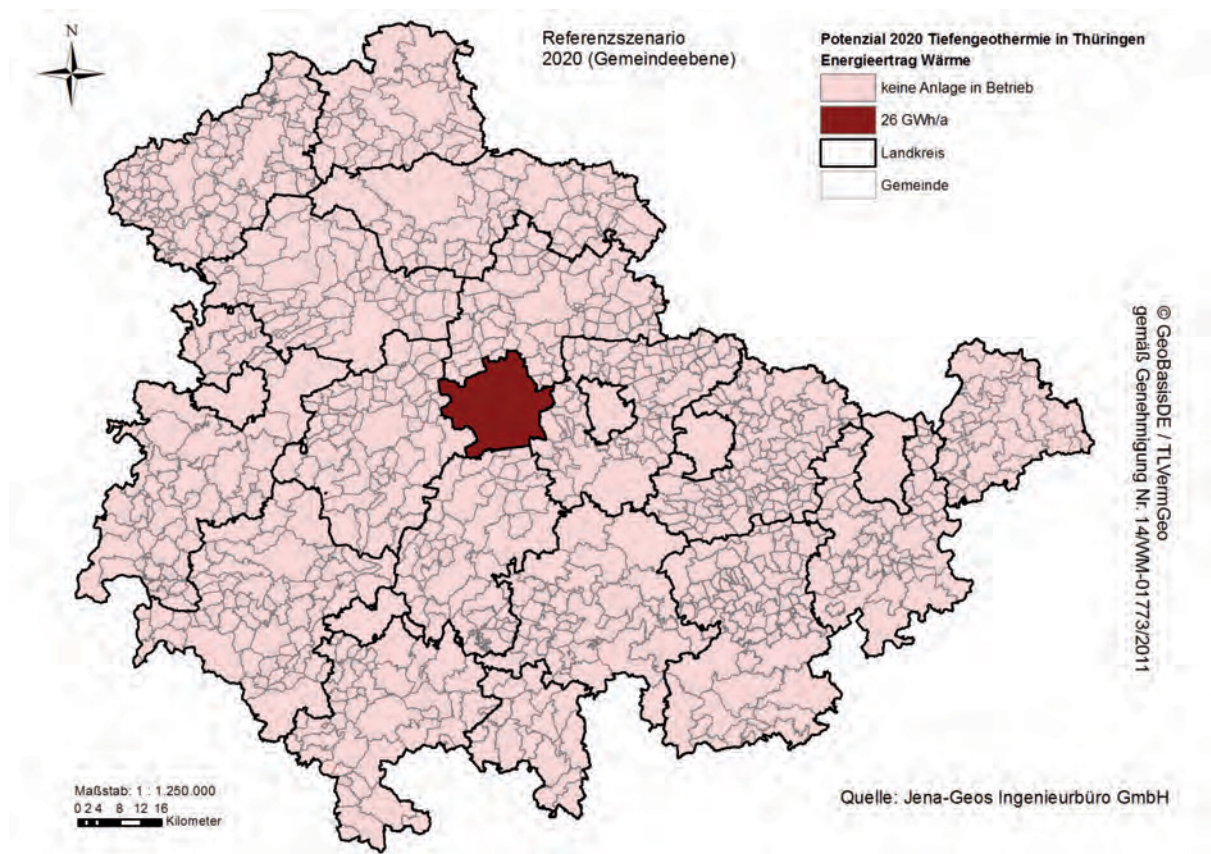 N
Referenzszenario
2020 (Gemeindeebene)
Potenzial 2020 Tiefengeothermie in Thüringen
Energieertrag Wärme
keine Anlage in Betrieb
26 GWh/a
Landkreis
Gemeinde
© GeoBasisDE / TLVermGeo
gemäß Genehmigung Nr. 14/MM-01773/2011
Maßstab: 1 : 1.250.000
0 2 4 8 12 16
Kilometer
Quelle: Jena-Geos Ingenieurbüro GmbH